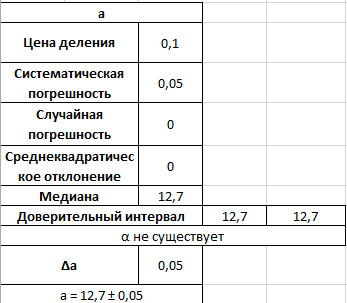 a
Цена деления 0,1
Систематическая
погрешность 0,05
Случайная
погрешность 0
Среднеквадратичес
кое отклонение 0
Медиана 12,7
Доверительный интервал 12,7 12,7
α не существует
Δa 0,05
a = 12,7 ± 0,05